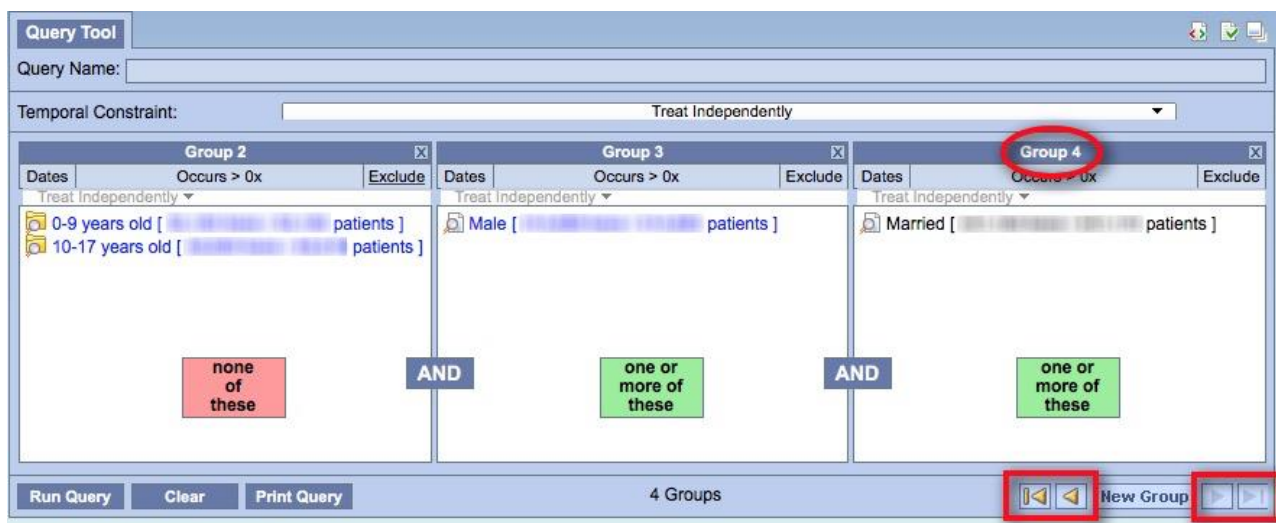 Query Tool
Query Name:
Temporal Constraint: Treat Independently
Group 2 Group 3 Group 4
Dates Occurs > 0x Exclude Dates Occurs > 0x Exclude Dates Occurs > 0x Exclude
Treat Independently Treat Independently Treat Independently
0-9 years old [ patients ] Male [ patients ] Married [ patients ]
10-17 years old [ patients ]
none one or one or
of AND more of AND more of
these these these
Run Query Clear Print Query 4 Groups New Group